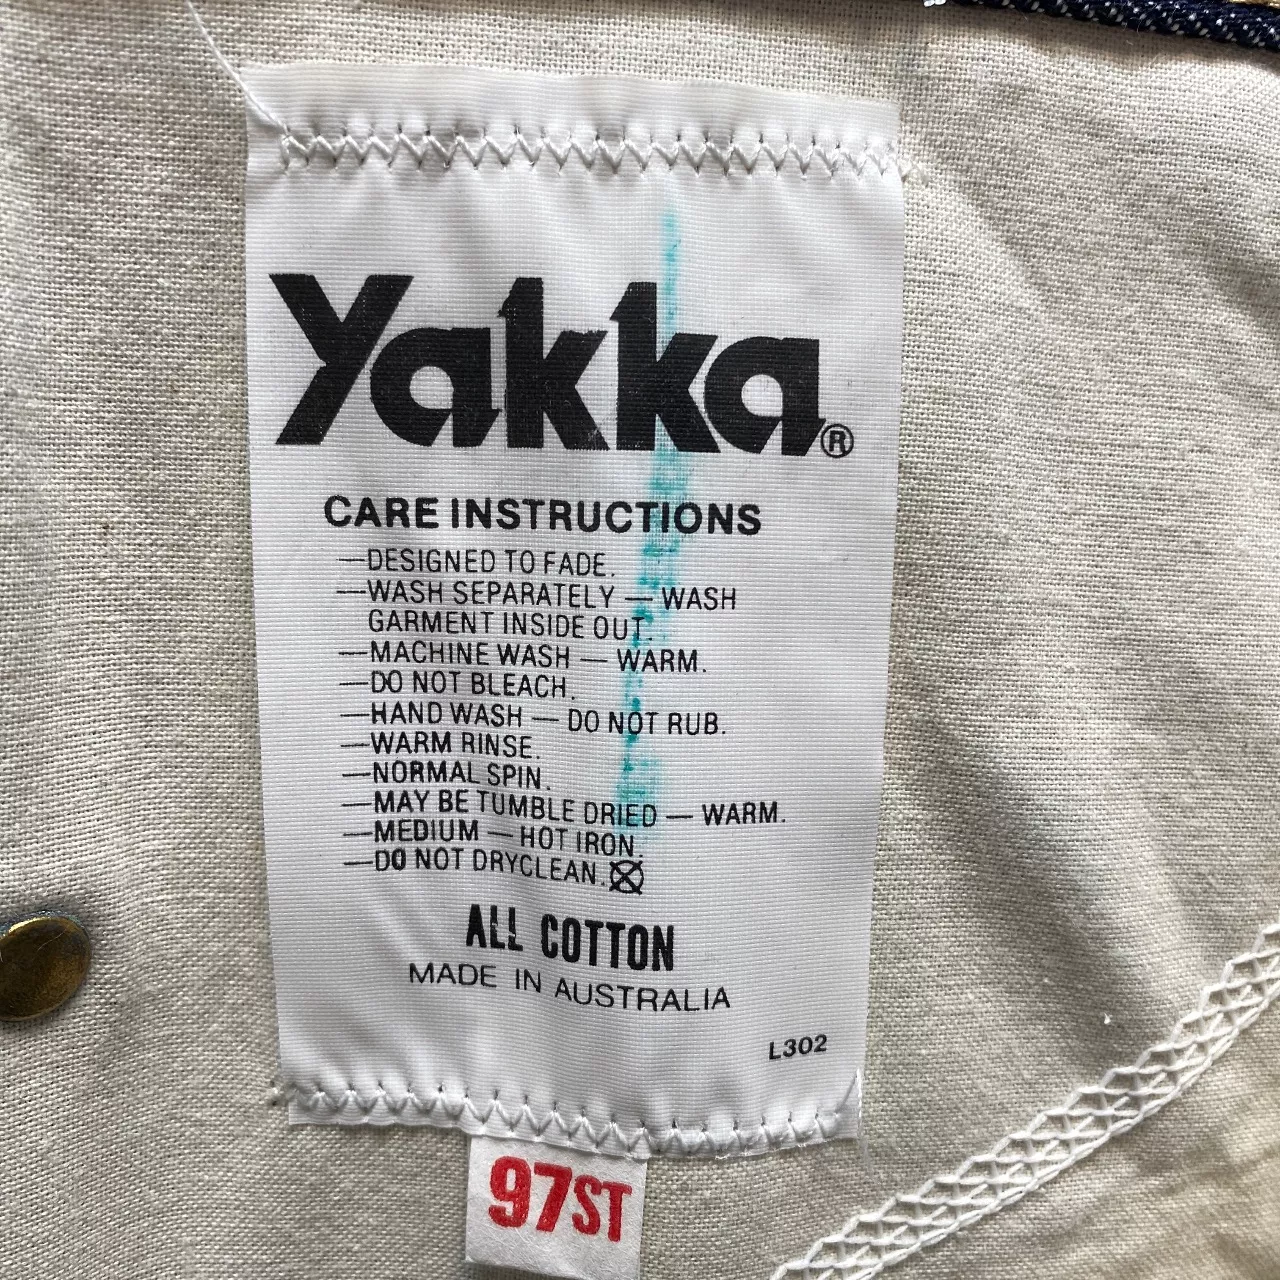 Yakka®
CARE INSTRUCTIONS
—DESIGNED TO FADE.
—WASH SEPARATELY — WASH
GARMENT INSIDE OUT.
—MACHINE WASH — WARM.
—DO NOT BLEACH.
—HAND WASH — DO NOT RUB.
—WARM RINSE.
—NORMAL SPIN.
—MAY BE TUMBLE DRIED — WARM.
—MEDIUM — HOT IRON.
—DO NOT DRYCLEAN.
ALL COTTON
MADE IN AUSTRALIA
L302
97ST